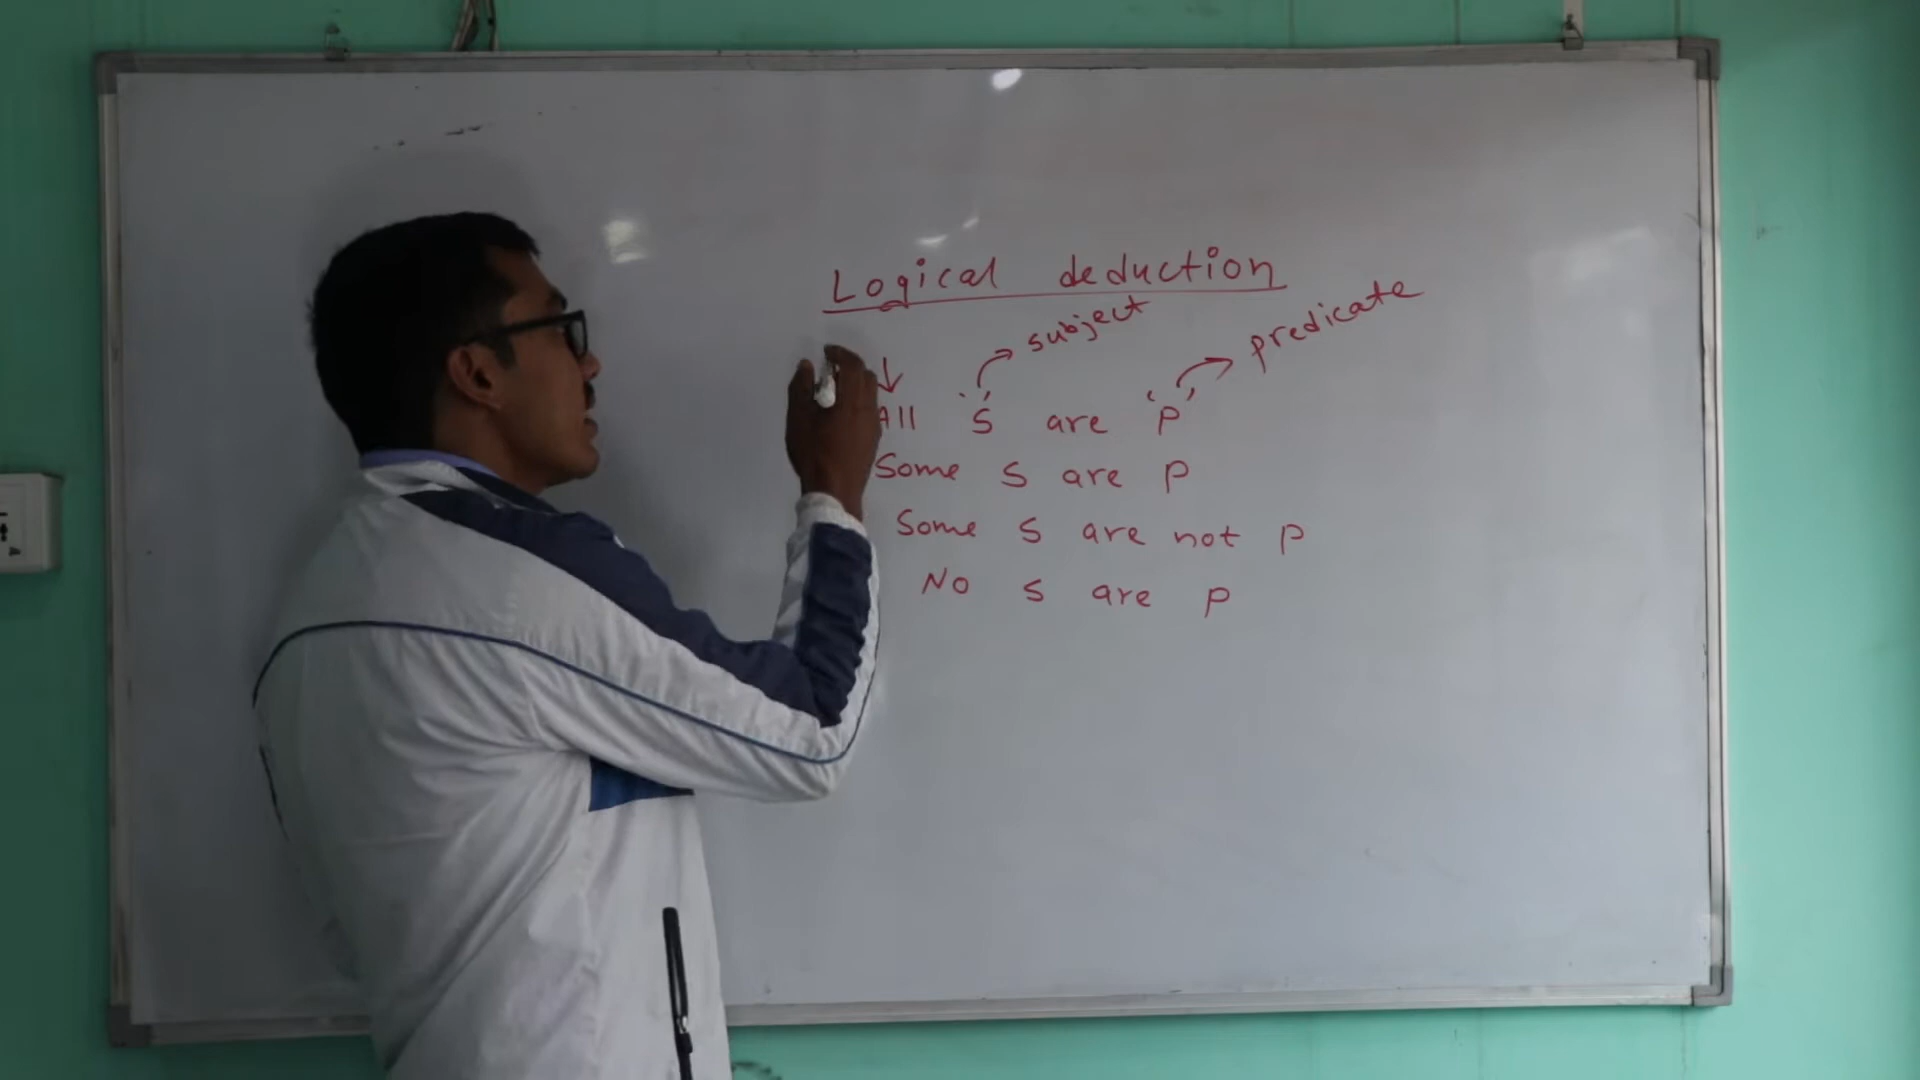 Logical deduction
subject
predicate
All 'S' are 'P'
Some S are P
Some S are not P
No S are P